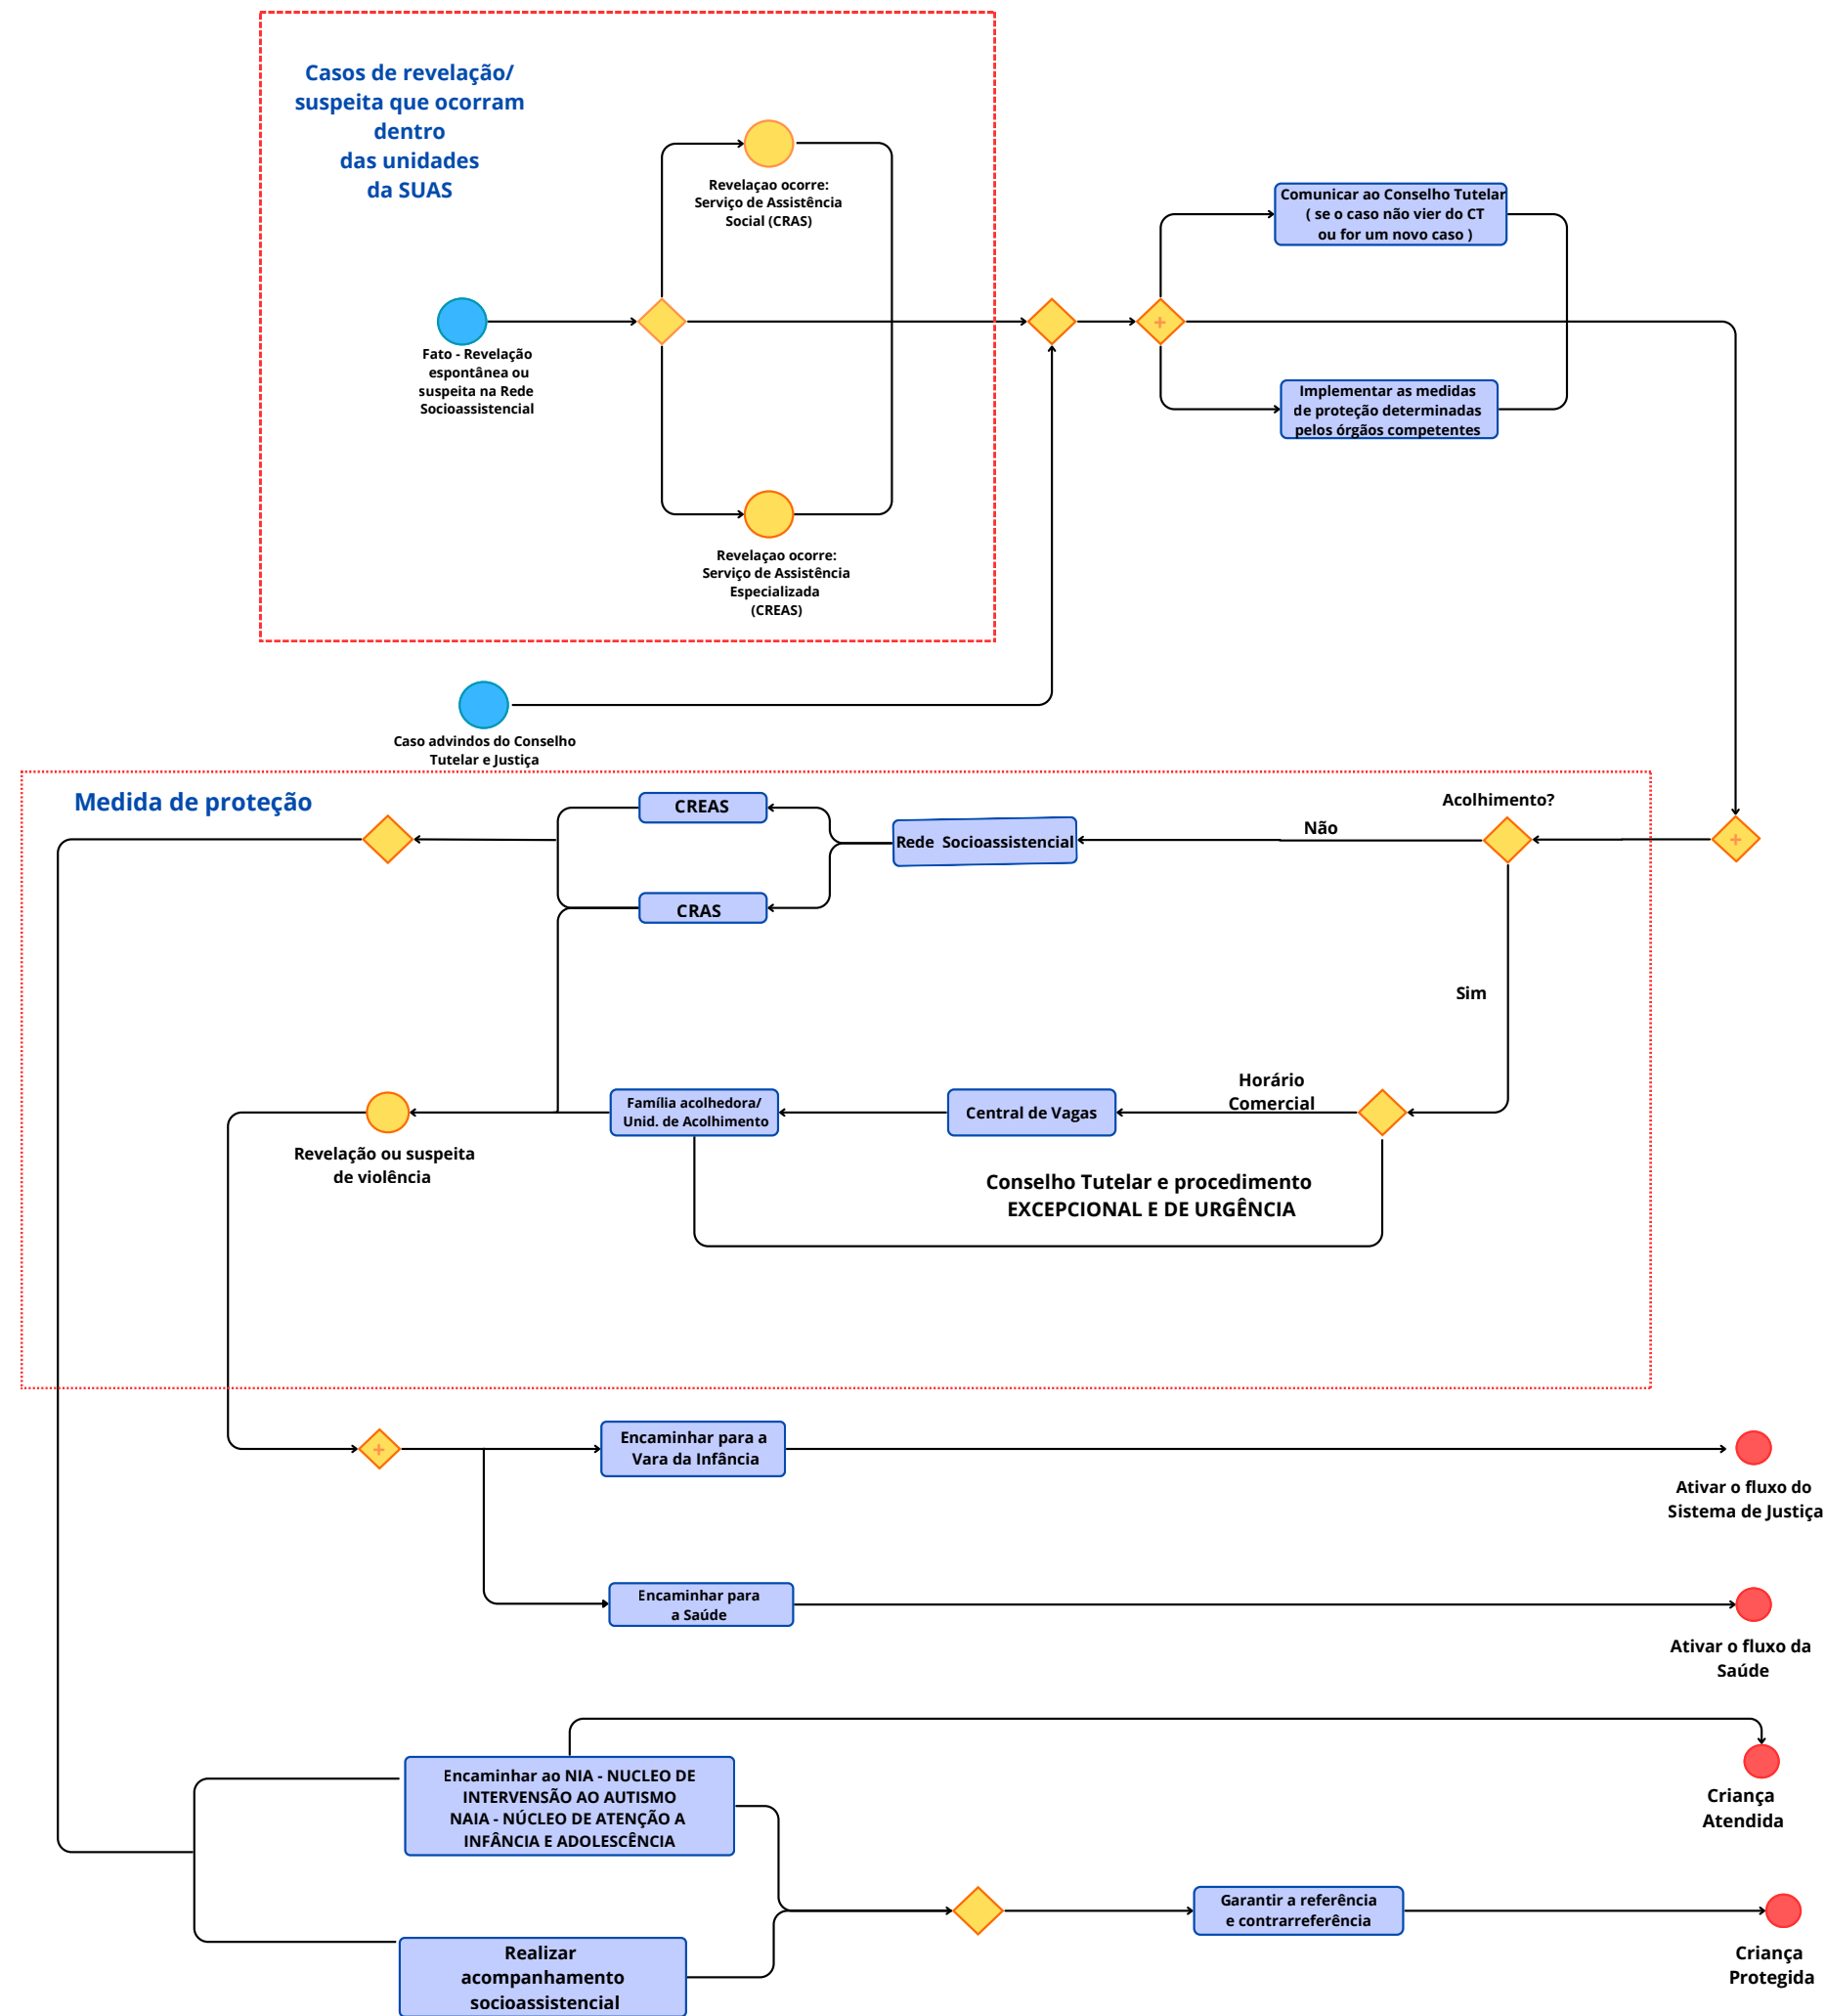 Casos de revelação/
suspeita que ocorram
dentro
das unidades
da SUAS
Revelaçao ocorre:
Serviço de Assistência
Social (CRAS)
Fato - Revelação
espontânea ou
suspeita na Rede
Socioassistencial
Revelaçao ocorre:
Serviço de Assistência
Especializada
(CREAS)
Comunicar ao Conselho Tutelar
( se o caso não vier do CT
ou for um novo caso )
+
Implementar as medidas
de proteção determinadas
pelos órgãos competentes
Caso advindos do Conselho
Tutelar e Justiça
Medida de proteção
CREAS
CRAS
Rede Socioassistencial
Não
Acolhimento?
+
Sim
Horário
Comercial
Central de Vagas
Família acolhedora/
Unid. de Acolhimento
Revelação ou suspeita
de violência
Conselho Tutelar e procedimento
EXCEPCIONAL E DE URGÊNCIA
+
Encaminhar para a
Vara da Infância
Ativar o fluxo do
Sistema de Justiça
Encaminhar para
a Saúde
Ativar o fluxo da
Saúde
Encaminhar ao NIA - NUCLEO DE
INTERVENSÃO AO AUTISMO
NAIA - NÚCLEO DE ATENÇÃO A
INFÂNCIA E ADOLESCÊNCIA
Criança
Atendida
Realizar
acompanhamento
socioassistencial
Garantir a referência
e contrarreferência
Criança
Protegida